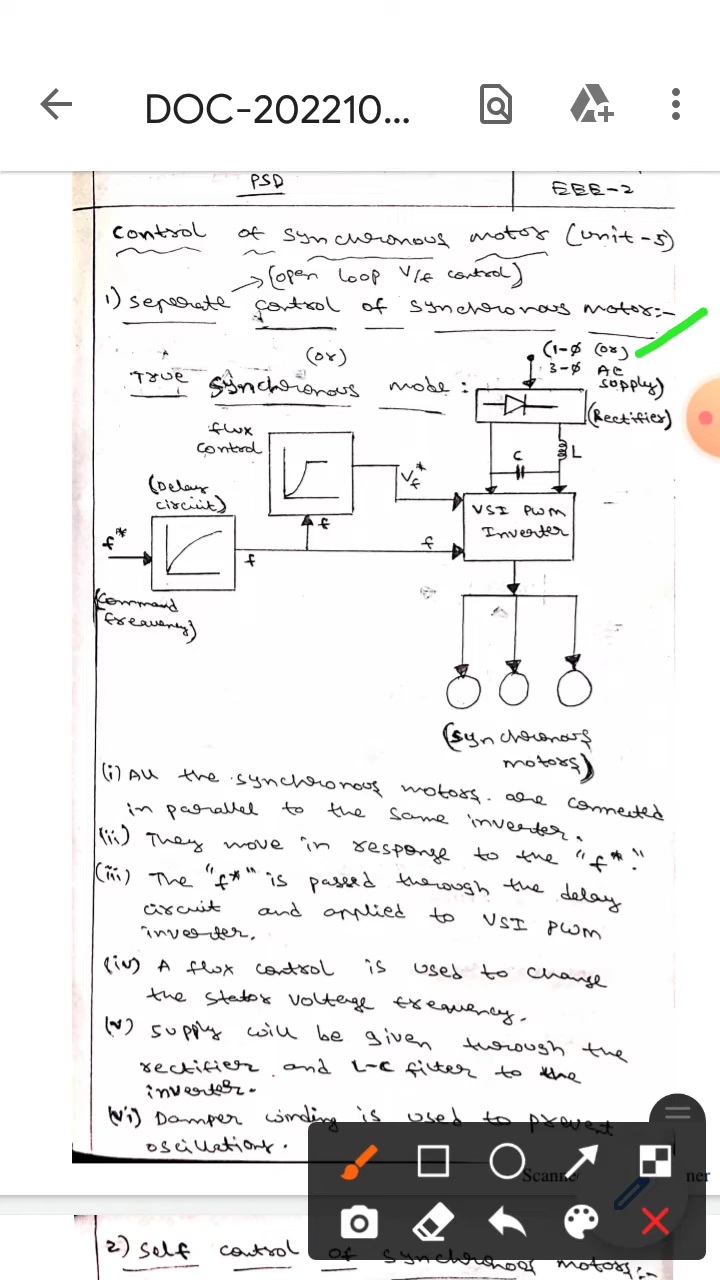 DOC-202210...
PSD
EEE-2
Control of Synchronous motor (unit-5)
(open loop V/f control)
1) Seperate control of synchronous motor:-
(or)
True Synchronous mode:
(1-ϕ (or)
3-ϕ AC
supply)
(Rectifier)
flux
control
C
L
Vf*
VSI PWM
Inverter
(Delay
circuit)
f
f*
f
f
(Command
frequency)
(Synchronous
motors)
(i) All the synchronous motors. are connected
in parallel to the same inverter.
(ii) They move in response to the "f*".
(iii) The "f*" is passed through the delay
circuit and applied to VSI PWM
inverter.
(iv) A flux control is used to change
the stator voltage frequency.
(v) supply will be given through the
rectifier and L-C filter to the
inverter.
(vi) Damper winding is used to prevent
oscillations.
Scanne
ner
2) Self control of synchronous motors:-